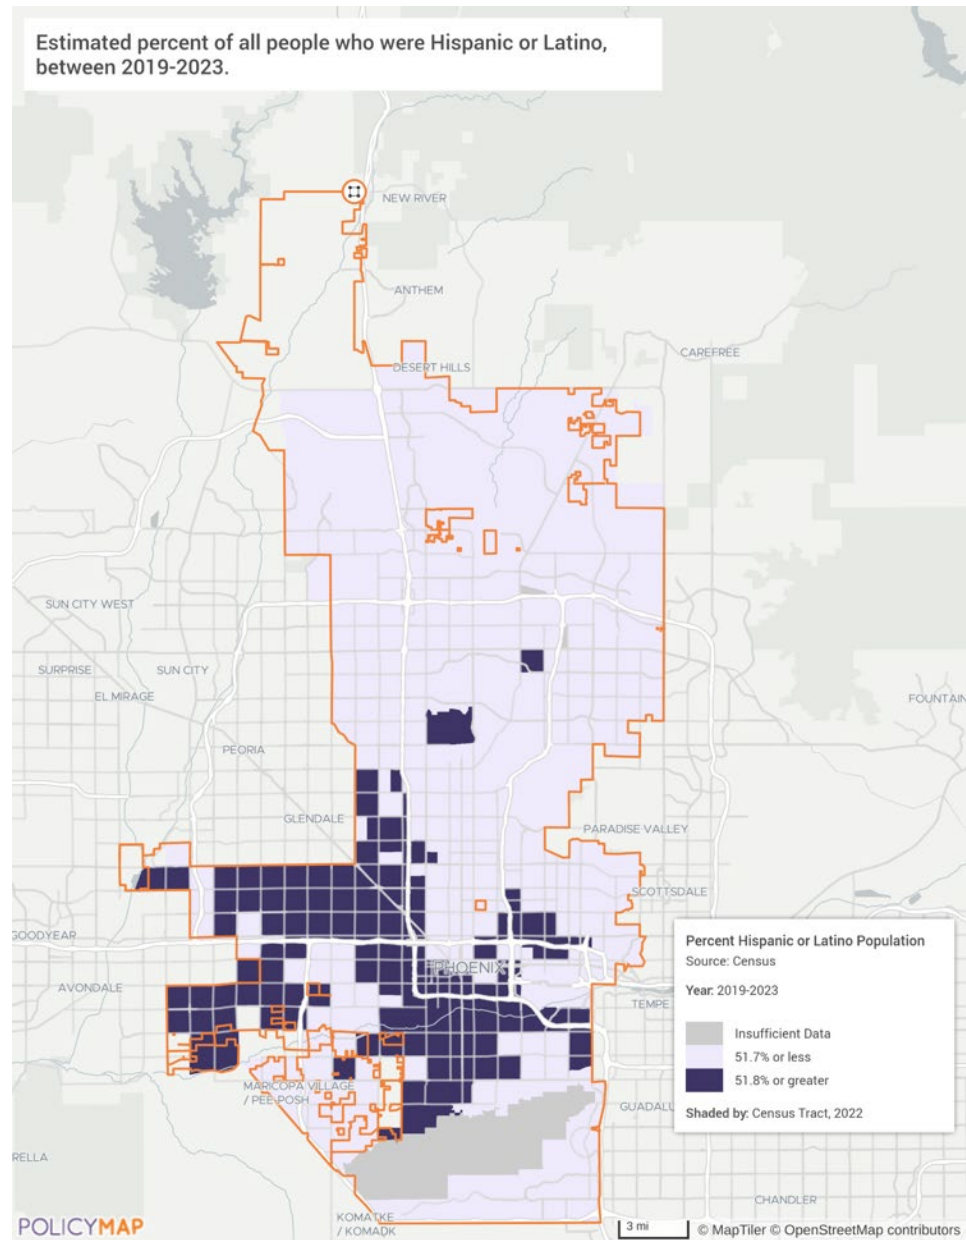 Estimated percent of all people who were Hispanic or Latino,
between 2019-2023.
NEW RIVER
ANTHEM
CAREFREE
DESERT HILLS
SUN CITY WEST
SURPRISE
SUN CITY
EL MIRAGE
FOUNTAIN
PEORIA
GLENDALE
PARADISE VALLEY
SCOTTSDALE
GOODYEAR
PHOENIX
AVONDALE
TEMPE
Percent Hispanic or Latino Population
Source: Census
Year: 2019-2023
Insufficient Data
51.7% or less
51.8% or greater
Shaded by: Census Tract, 2022
MARICOPA VILLAGE
/ PEE-POSH
GUADALU
RELLA
CHANDLER
KOMATKE
/ KOMADK
POLICYMAP
3 mi
© MapTiler © OpenStreetMap contributors